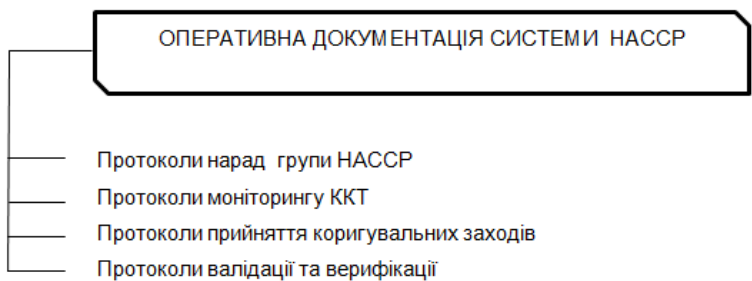 ОПЕРАТИВНА ДОКУМЕНТАЦІЯ СИСТЕМИ НАССР
Протоколи нарад групи НАССР
Протоколи моніторингу ККТ
Протоколи прийняття коригувальних заходів
Протоколи валідації та верифікації